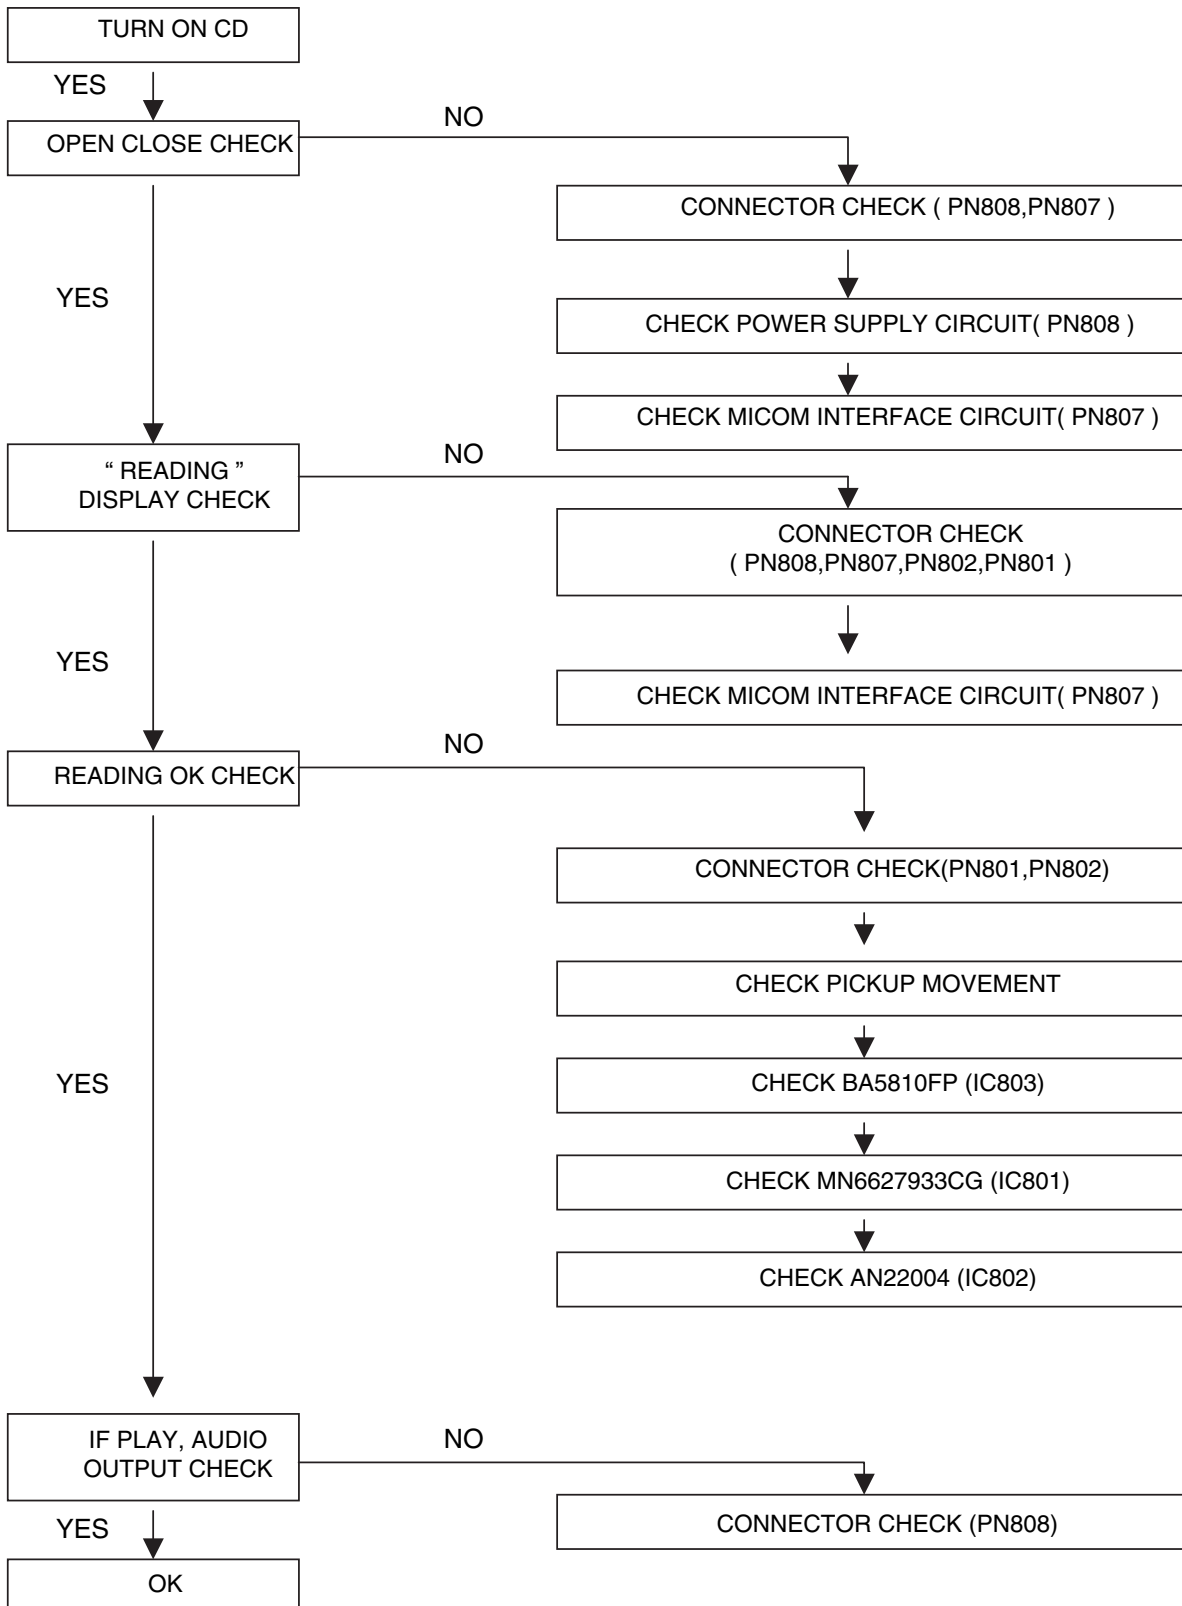 TURN ON CD
YES
OPEN CLOSE CHECK
NO
CONNECTOR CHECK ( PN808,PN807 )
YES
CHECK POWER SUPPLY CIRCUIT( PN808 )
CHECK MICOM INTERFACE CIRCUIT( PN807 )
“ READING ”
DISPLAY CHECK
NO
CONNECTOR CHECK
( PN808,PN807,PN802,PN801 )
YES
CHECK MICOM INTERFACE CIRCUIT( PN807 )
READING OK CHECK
NO
CONNECTOR CHECK(PN801,PN802)
CHECK PICKUP MOVEMENT
YES
CHECK BA5810FP (IC803)
CHECK MN6627933CG (IC801)
CHECK AN22004 (IC802)
IF PLAY, AUDIO
OUTPUT CHECK
NO
CONNECTOR CHECK (PN808)
YES
OK